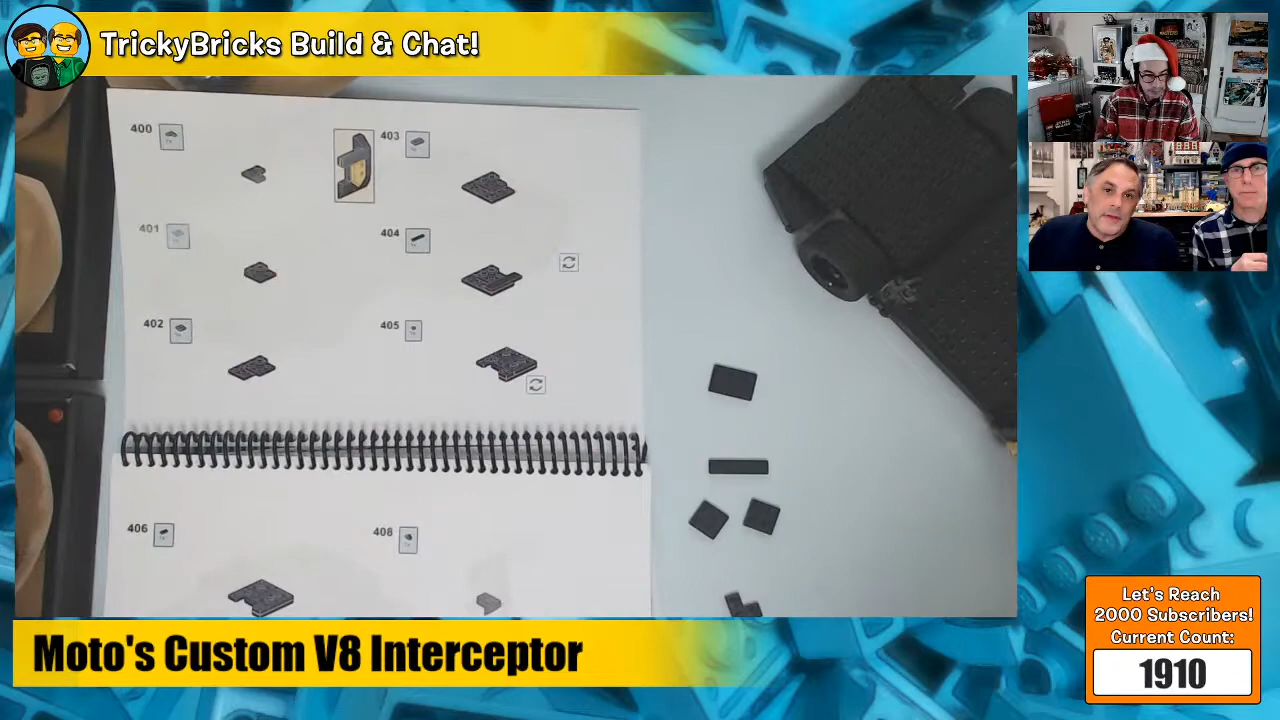 TrickyBricks Build & Chat!
400
403
401
404
402
405
406
408
Moto's Custom V8 Interceptor
Let's Reach
2000 Subscribers!
Current Count:
1910